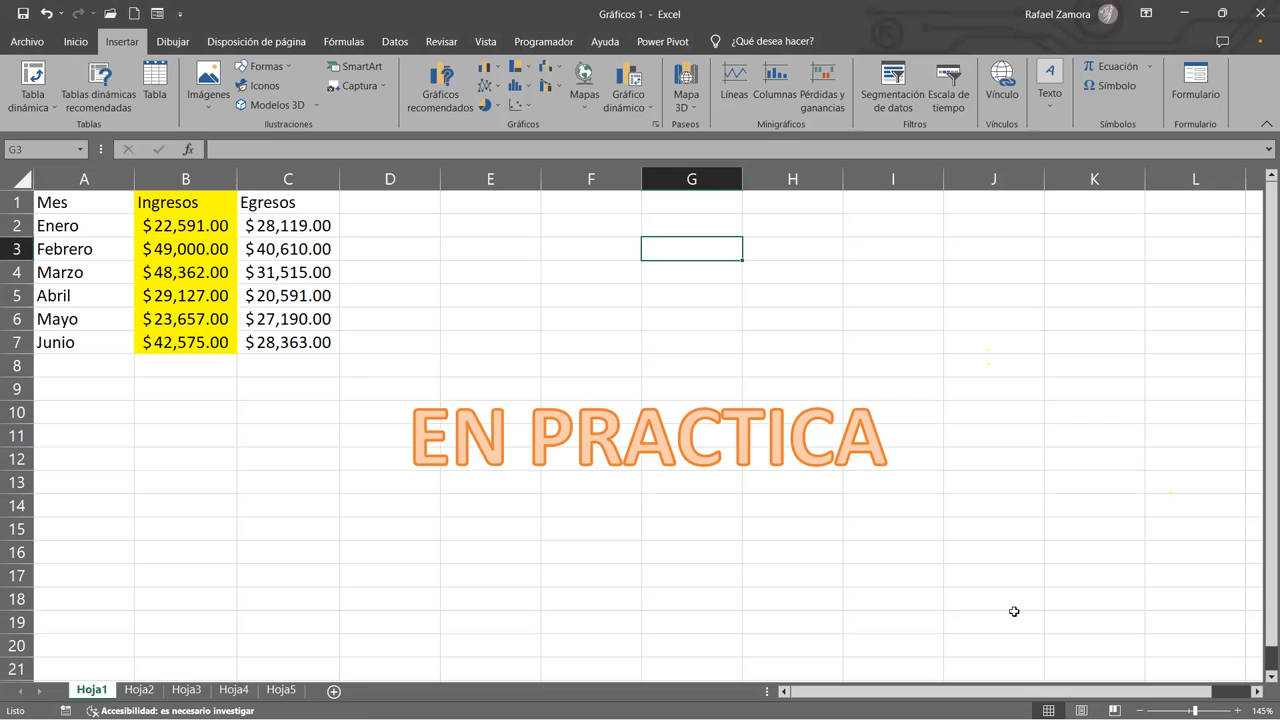 Gráficos 1 - Excel
Rafael Zamora
Archivo Inicio Insertar Dibujar Disposición de página Fórmulas Datos Revisar Vista Programador Ayuda Power Pivot ¿Qué desea hacer?
Tabla dinámica
Tablas dinámicas recomendadas
Tabla
Imágenes
Formas
Iconos
Modelos 3D
SmartArt
Captura
Gráficos recomendados
Mapas
Gráfico dinámico
Mapa 3D
Líneas
Columnas
Pérdidas y ganancias
Segmentación de datos
Escala de tiempo
Vínculo
Texto
Ecuación
Símbolo
Formulario
Tablas Ilustraciones Gráficos Paseos Minigráficos Filtros Vínculos Símbolos Formulario
G3 fx
A B C D E F G H I J K L
1 Mes Ingresos Egresos
2 Enero $ 22,591.00 $ 28,119.00
3 Febrero $ 49,000.00 $ 40,610.00
4 Marzo $ 48,362.00 $ 31,515.00
5 Abril $ 29,127.00 $ 20,591.00
6 Mayo $ 23,657.00 $ 27,190.00
7 Junio $ 42,575.00 $ 28,363.00
8
9
10
EN PRACTICA
11
12
13
14
15
16
17
18
19
20
21
Hoja1 Hoja2 Hoja3 Hoja4 Hoja5
Listo Accesibilidad: es necesario investigar 145%